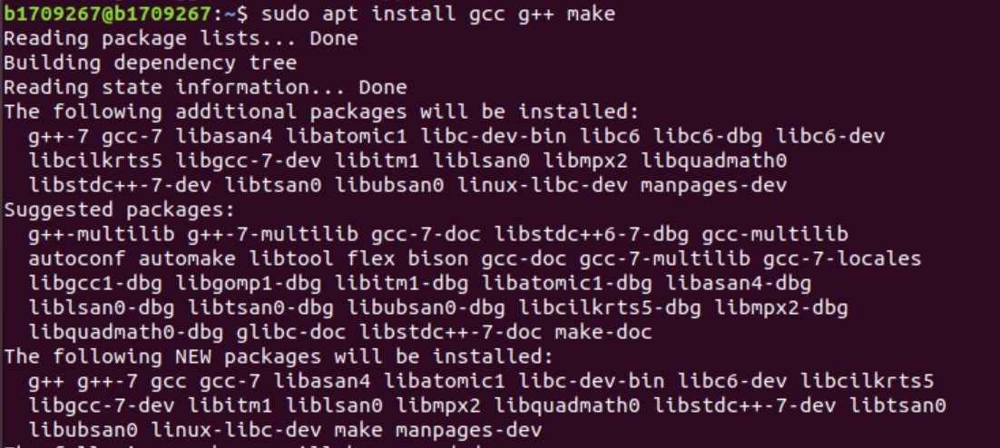 b1709267@b1709267:~$ sudo apt install gcc g++ make
Reading package lists... Done
Building dependency tree
Reading state information... Done
The following additional packages will be installed:
g++-7 gcc-7 libasan4 libatomic1 libc-dev-bin libc6 libc6-dbg libc6-dev
libcilkrts5 libgcc-7-dev libitm1 liblsan0 libmpx2 libquadmath0
libstdc++-7-dev libtsan0 libubsan0 linux-libc-dev manpages-dev
Suggested packages:
g++-multilib g++-7-multilib gcc-7-doc libstdc++6-7-dbg gcc-multilib
autoconf automake libtool flex bison gcc-doc gcc-7-multilib gcc-7-locales
libgcc1-dbg libgomp1-dbg libitm1-dbg libatomic1-dbg libasan4-dbg
liblsan0-dbg libtsan0-dbg libubsan0-dbg libcilkrts5-dbg libmpx2-dbg
libquadmath0-dbg glibc-doc libstdc++-7-doc make-doc
The following NEW packages will be installed:
g++ g++-7 gcc gcc-7 libasan4 libatomic1 libc-dev-bin libc6-dev libcilkrts5
libgcc-7-dev libitm1 liblsan0 libmpx2 libquadmath0 libstdc++-7-dev libtsan0
libubsan0 linux-libc-dev make manpages-dev